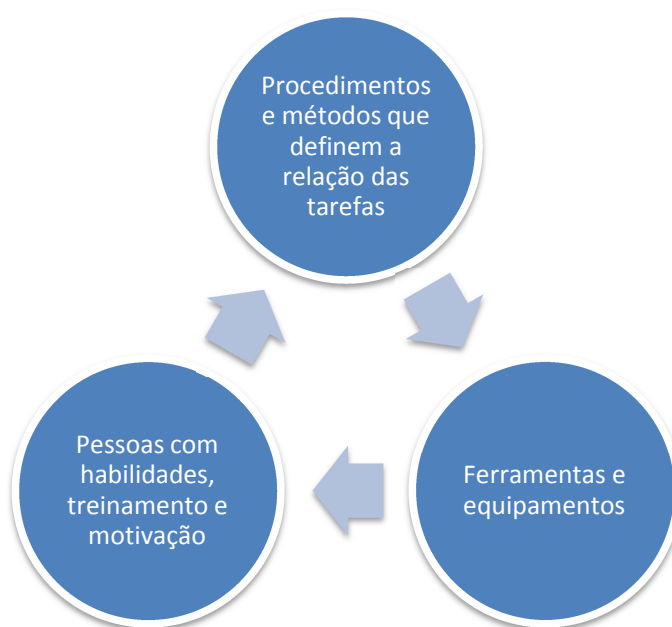 Procedimentos
e métodos que
definem a
relação das
tarefas
Pessoas com
habilidades,
treinamento e
motivação
Ferramentas e
equipamentos